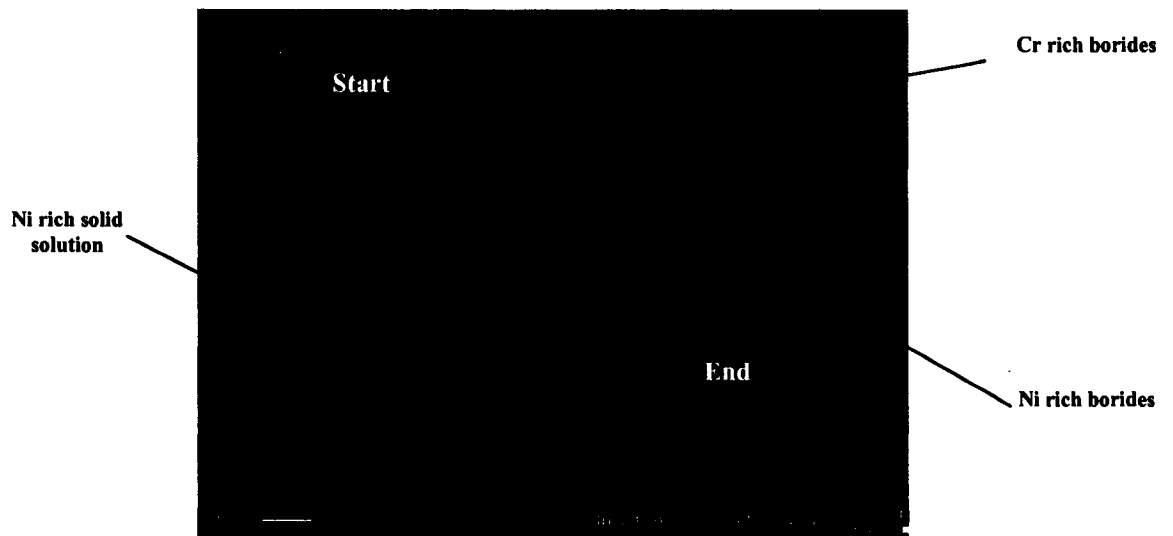 Cr rich borides
Start
Ni rich solid
solution
End
Ni rich borides